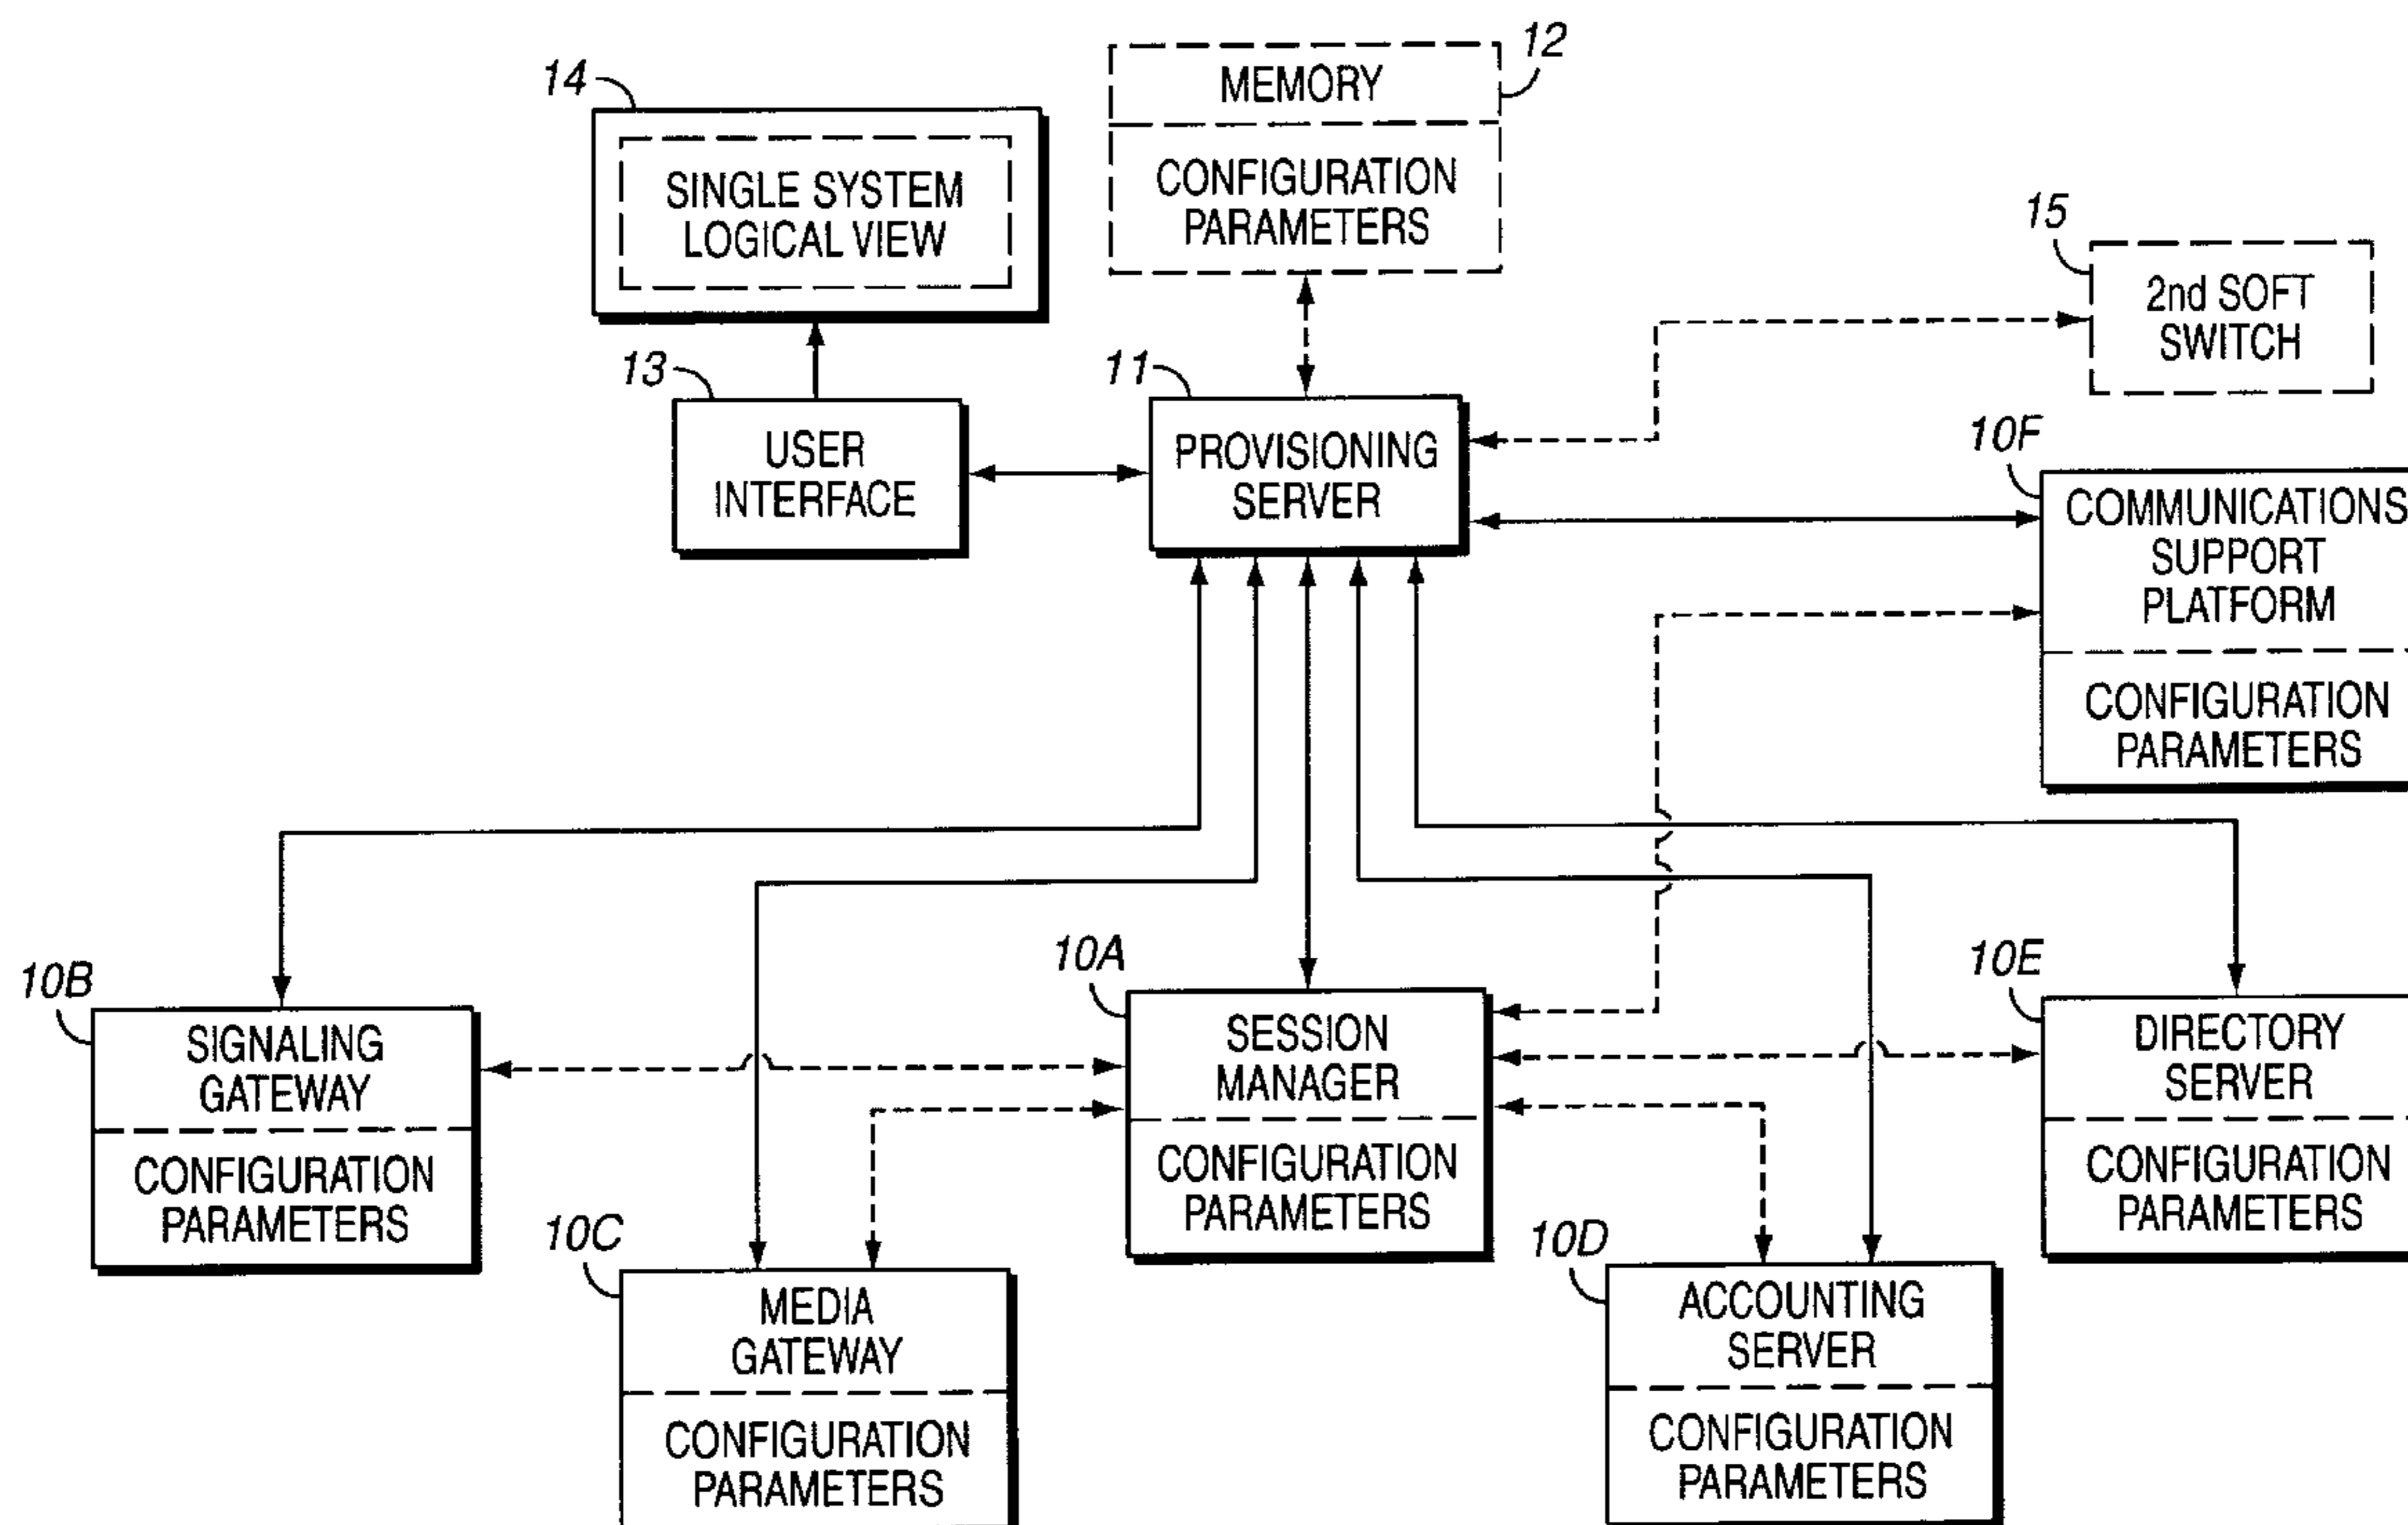 12
MEMORY
CONFIGURATION
PARAMETERS
14
SINGLE SYSTEM
LOGICAL VIEW
15
2nd SOFT
SWITCH
13
USER
INTERFACE
11
PROVISIONING
SERVER
10F
COMMUNICATIONS
SUPPORT
PLATFORM
CONFIGURATION
PARAMETERS
10B
SIGNALING
GATEWAY
CONFIGURATION
PARAMETERS
10A
SESSION
MANAGER
CONFIGURATION
PARAMETERS
10E
DIRECTORY
SERVER
CONFIGURATION
PARAMETERS
10C
MEDIA
GATEWAY
CONFIGURATION
PARAMETERS
10D
ACCOUNTING
SERVER
CONFIGURATION
PARAMETERS